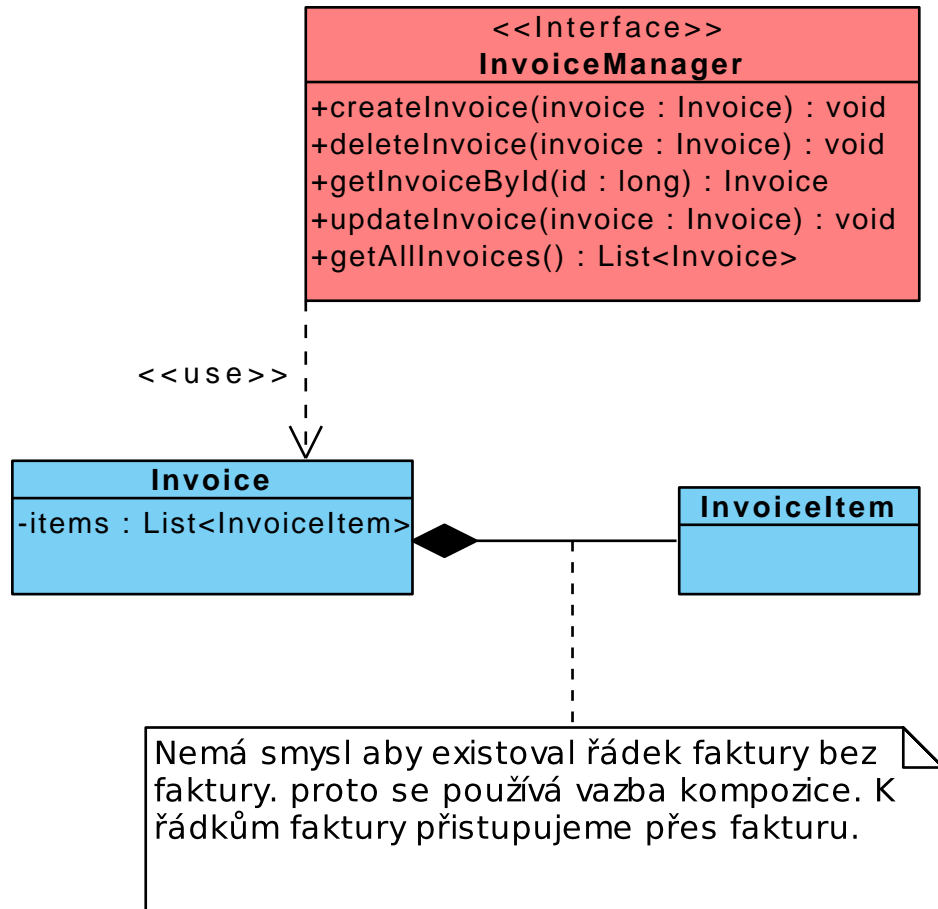 <<Interface>>
InvoiceManager
+createInvoice(invoice : Invoice) : void
+deleteInvoice(invoice : Invoice) : void
+getInvoiceById(id : long) : Invoice
+updateInvoice(invoice : Invoice) : void
+getAllInvoices() : List<Invoice>
<<use>>
Invoice
-items : List<InvoiceItem>
InvoiceItem
Nemá smysl aby existoval řádek faktury bez
faktury. proto se používá vazba kompozice. K
řádkům faktury přistupujeme přes fakturu.